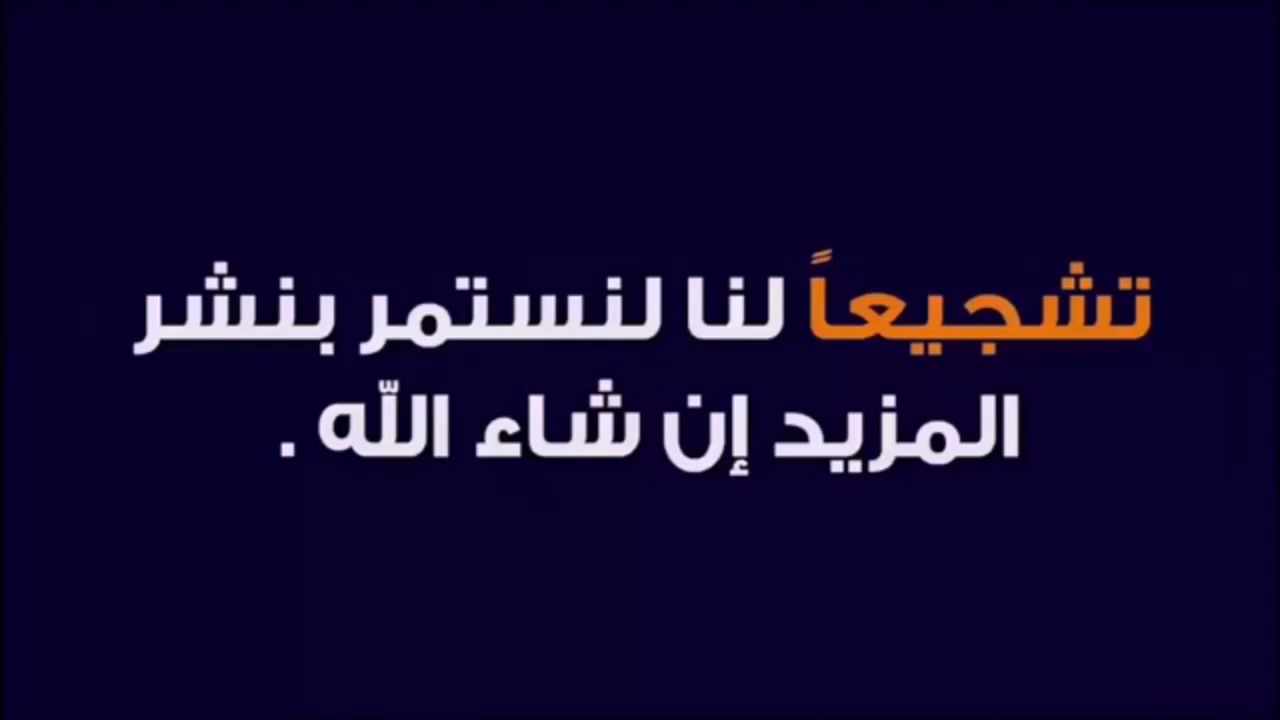 تشجيعاً لنا لنستمر بنشر
المزيد إن شاء اللّه .